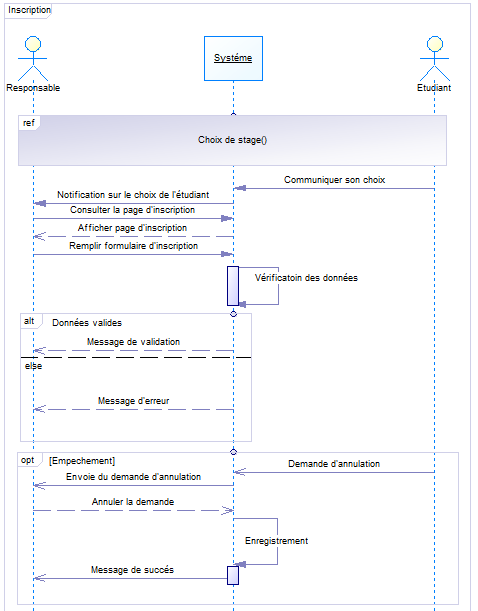 Inscription
Responsable
Systéme
Etudiant
ref
Choix de stage()
Communiquer son choix
Notification sur le choix de l'étudiant
Consulter la page d'inscription
Afficher page d'inscription
Remplir formulaire d'inscription
Vérificatoin des données
alt
Données valides
Message de validation
else
Message d'erreur
opt
[Empechement]
Demande d'annulation
Envoie du demande d'annulation
Annuler la demande
Enregistrement
Message de succés